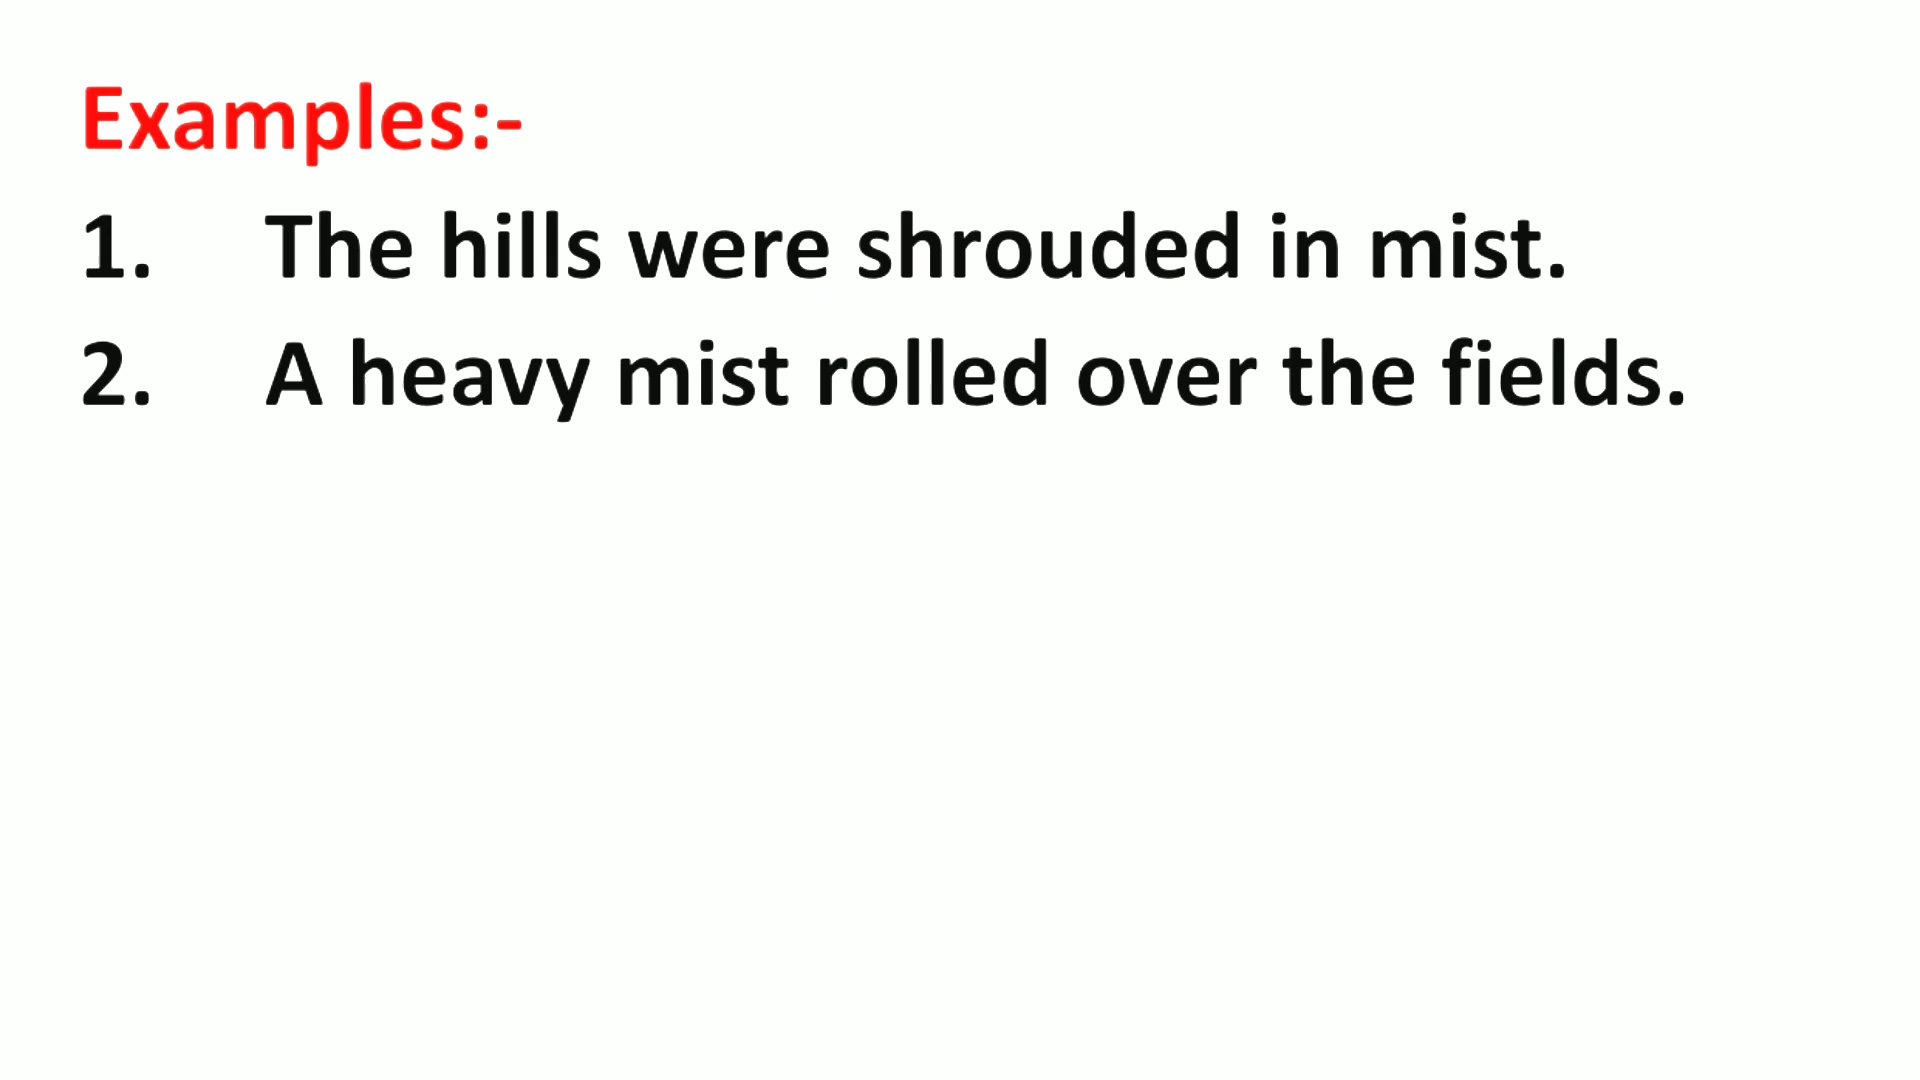 Examples:-
1. The hills were shrouded in mist.
2. A heavy mist rolled over the fields.